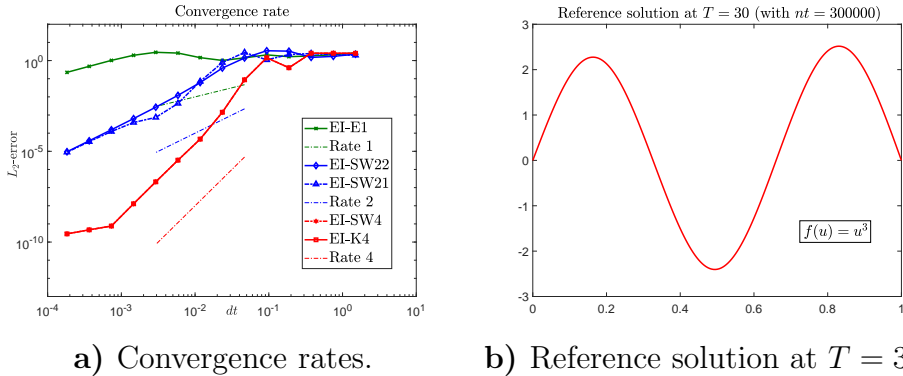 Convergence rate
10^0
10^-5
10^-10
L_2-error
EI-E1
Rate 1
EI-SW22
EI-SW21
Rate 2
EI-SW4
EI-K4
Rate 4
10^-4
10^-3
10^-2
dt
10^-1
10^0
10^1
a) Convergence rates.
Reference solution at T = 30 (with nt = 300000)
3
2
1
0
-1
-2
-3
f(u) = u^3
0
0.2
0.4
0.6
0.8
1
b) Reference solution at T = 3